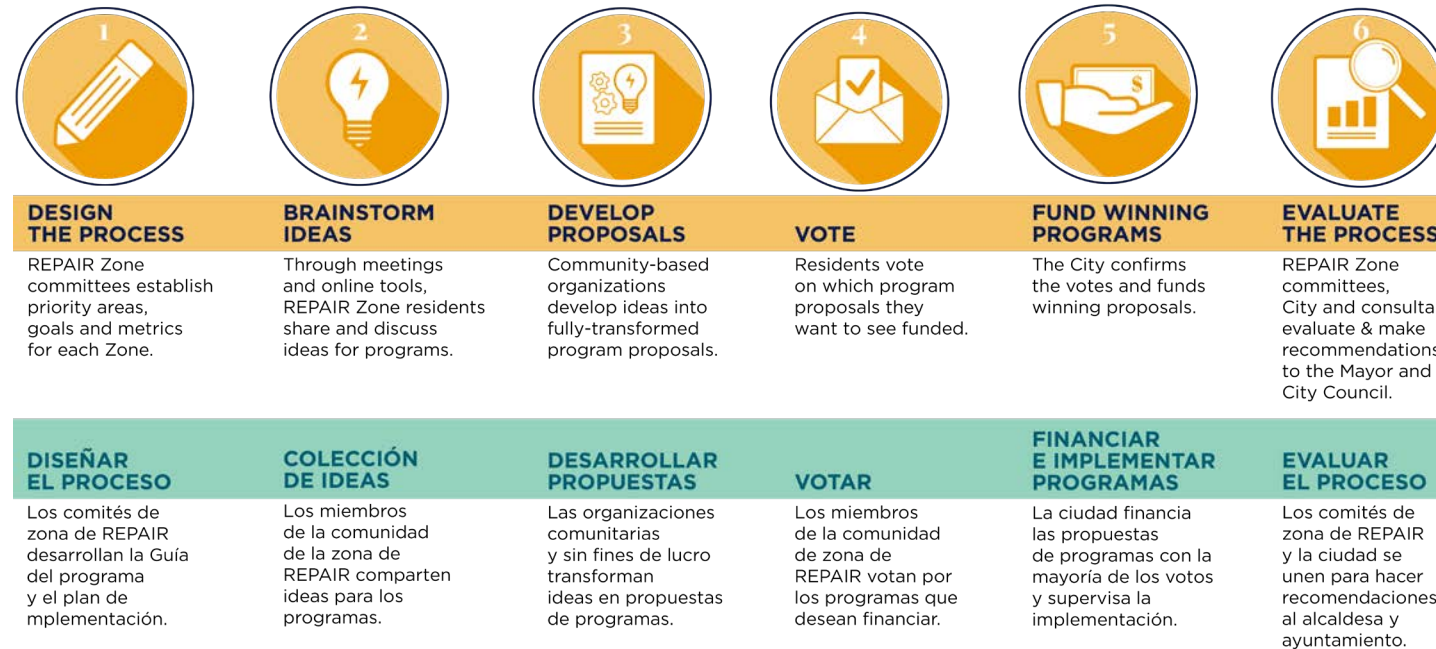 1
2
3
4
5
6
$
DESIGN
THE PROCESS
BRAINSTORM
IDEAS
DEVELOP
PROPOSALS
VOTE
FUND WINNING
PROGRAMS
EVALUATE
THE PROCESS
REPAIR Zone
committees establish
priority areas,
goals and metrics
for each Zone.
Through meetings
and online tools,
REPAIR Zone residents
share and discuss
ideas for programs.
Community-based
organizations
develop ideas into
fully-transformed
program proposals.
Residents vote
on which program
proposals they
want to see funded.
The City confirms
the votes and funds
winning proposals.
REPAIR Zone
committees,
City and consulta
evaluate & make
recommendations
to the Mayor and
City Council.
DISEÑAR
EL PROCESO
COLECCIÓN
DE IDEAS
DESARROLLAR
PROPUESTAS
VOTAR
FINANCIAR
E IMPLEMENTAR
PROGRAMAS
EVALUAR
EL PROCESO
Los comités de
zona de REPAIR
desarrollan la Guía
del programa
y el plan de
mplementación.
Los miembros
de la comunidad
de la zona de
REPAIR comparten
ideas para los
programas.
Las organizaciones
comunitarias
y sin fines de lucro
transforman
ideas en propuestas
de programas.
Los miembros
de la comunidad
de zona de
REPAIR votan por
los programas que
desean financiar.
La ciudad financia
las propuestas
de programas con la
mayoría de los votos
y supervisa la
implementación.
Los comités de
zona de REPAIR
y la ciudad se
unen para hacer
recomendaciones
al alcaldesa y
ayuntamiento.